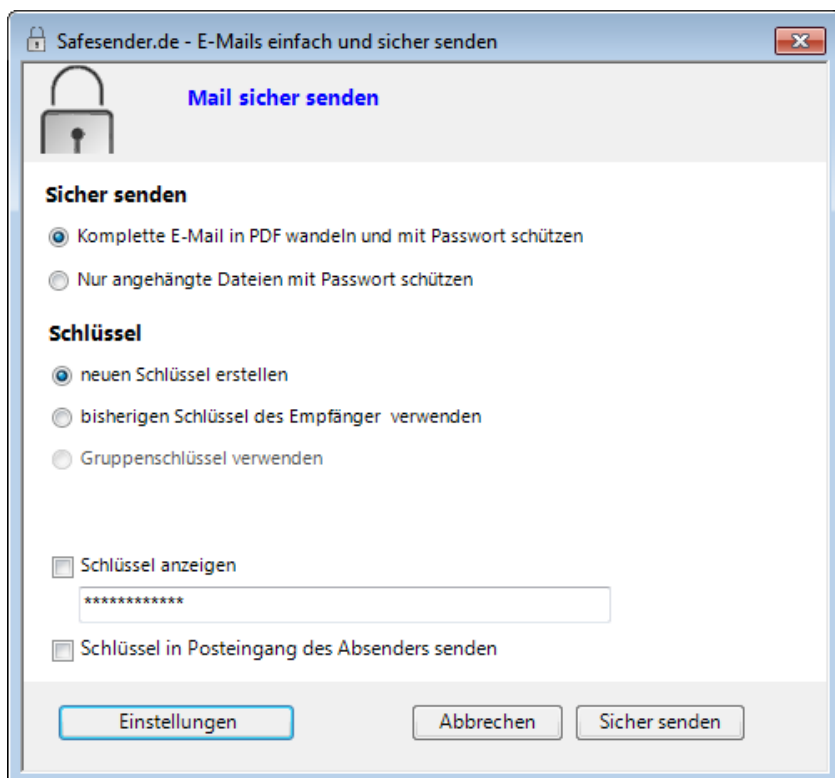 Safesender.de - E-Mails einfach und sicher senden
Mail sicher senden
Sicher senden
Komplette E-Mail in PDF wandeln und mit Passwort schützen
Nur angehängte Dateien mit Passwort schützen
Schlüssel
neuen Schlüssel erstellen
bisherigen Schlüssel des Empfänger  verwenden
Gruppenschlüssel verwenden
Schlüssel anzeigen
************
Schlüssel in Posteingang des Absenders senden
Einstellungen Abbrechen Sicher senden